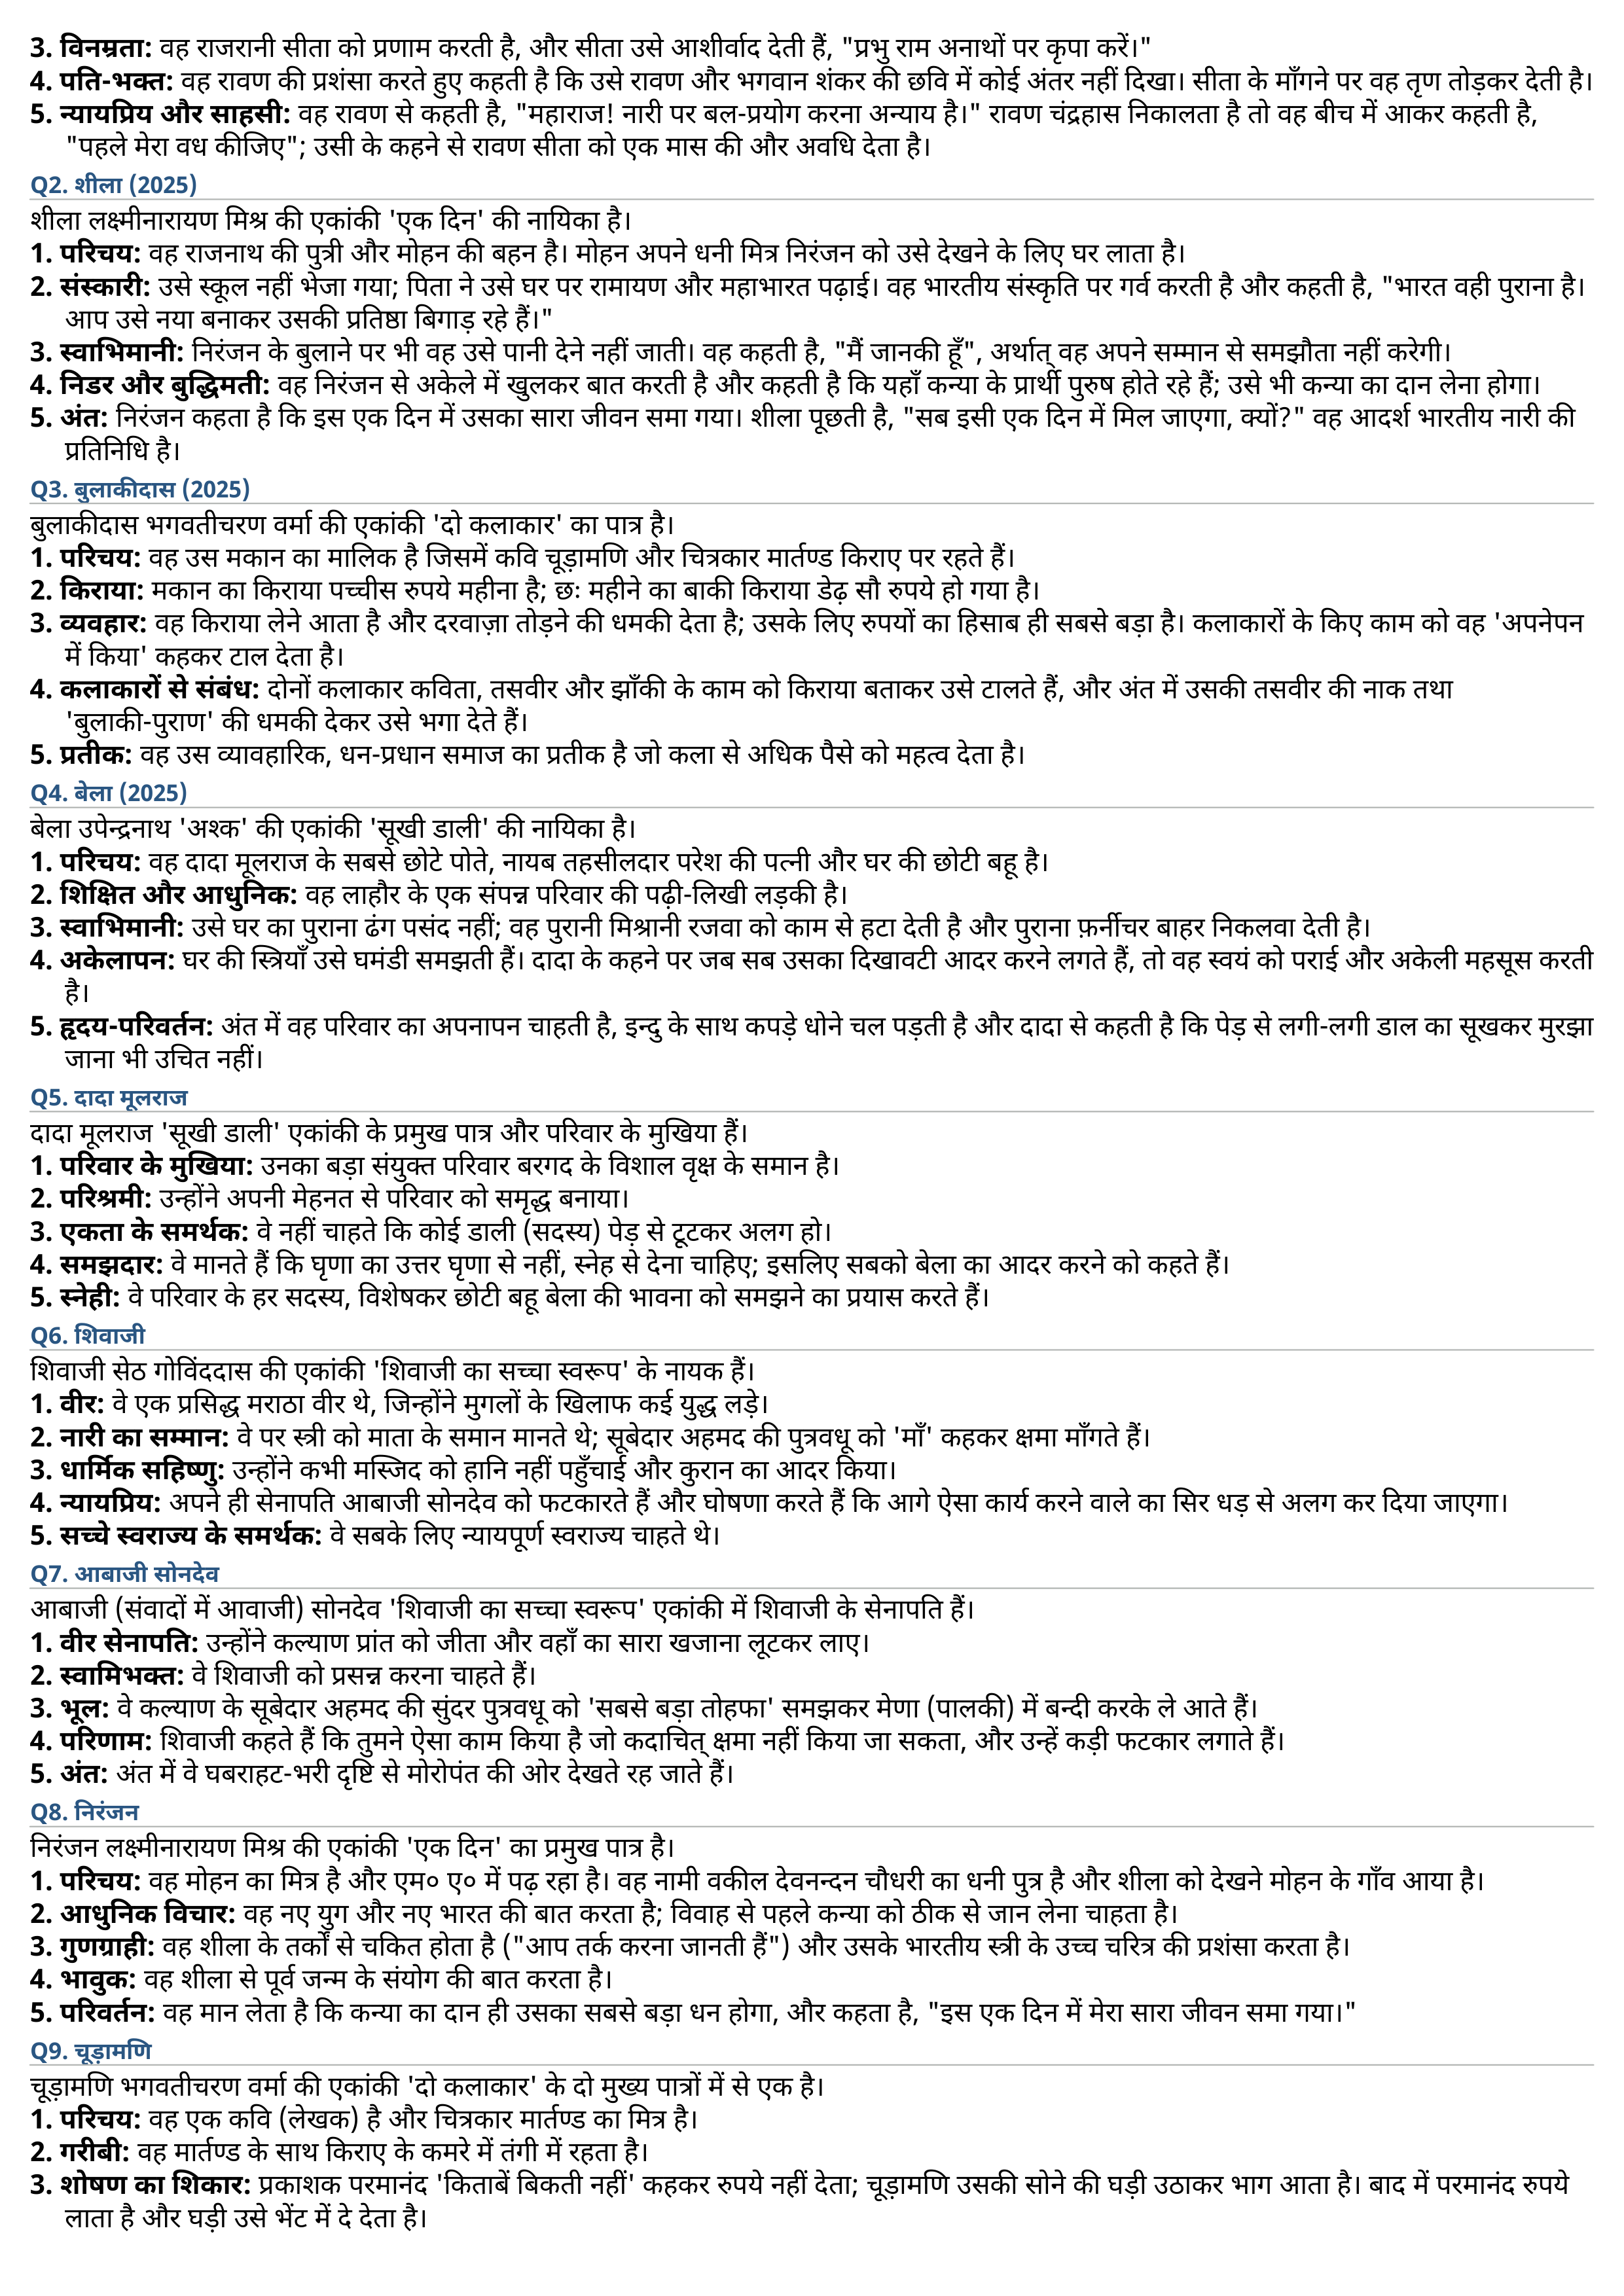 3. विनम्रता: वह राजरानी सीता को प्रणाम करती है, और सीता उसे आशीर्वाद देती हैं, "प्रभु राम अनाथों पर कृपा करें।"
4. पति-भक्त: वह रावण की प्रशंसा करते हुए कहती है कि उसे रावण और भगवान शंकर की छवि में कोई अंतर नहीं दिखा। सीता के माँगने पर वह तृण तोड़कर देती है।
5. न्यायप्रिय और साहसी: वह रावण से कहती है, "महाराज! नारी पर बल-प्रयोग करना अन्याय है।" रावण चंद्रहास निकालता है तो वह बीच में आकर कहती है,
"पहले मेरा वध कीजिए"; उसी के कहने से रावण सीता को एक मास की और अवधि देता है।
Q2. शीला (2025)
शीला लक्ष्मीनारायण मिश्र की एकांकी 'एक दिन' की नायिका है।
1. परिचय: वह राजनाथ की पुत्री और मोहन की बहन है। मोहन अपने धनी मित्र निरंजन को उसे देखने के लिए घर लाता है।
2. संस्कारी: उसे स्कूल नहीं भेजा गया; पिता ने उसे घर पर रामायण और महाभारत पढ़ाई। वह भारतीय संस्कृति पर गर्व करती है और कहती है, "भारत वही पुराना है।
आप उसे नया बनाकर उसकी प्रतिष्ठा बिगाड़ रहे हैं।"
3. स्वाभिमानी: निरंजन के बुलाने पर भी वह उसे पानी देने नहीं जाती। वह कहती है, "मैं जानकी हूँ", अर्थात् वह अपने सम्मान से समझौता नहीं करेगी।
4. निडर और बुद्धिमती: वह निरंजन से अकेले में खुलकर बात करती है और कहती है कि यहाँ कन्या के प्रार्थी पुरुष होते रहे हैं; उसे भी कन्या का दान लेना होगा।
5. अंत: निरंजन कहता है कि इस एक दिन में उसका सारा जीवन समा गया। शीला पूछती है, "सब इसी एक दिन में मिल जाएगा, क्यों?" वह आदर्श भारतीय नारी की
प्रतिनिधि है।
Q3. बुलाकीदास (2025)
बुलाकीदास भगवतीचरण वर्मा की एकांकी 'दो कलाकार' का पात्र है।
1. परिचय: वह उस मकान का मालिक है जिसमें कवि चूड़ामणि और चित्रकार मार्तण्ड किराए पर रहते हैं।
2. किराया: मकान का किराया पच्चीस रुपये महीना है; छः महीने का बाकी किराया डेढ़ सौ रुपये हो गया है।
3. व्यवहार: वह किराया लेने आता है और दरवाज़ा तोड़ने की धमकी देता है; उसके लिए रुपयों का हिसाब ही सबसे बड़ा है। कलाकारों के किए काम को वह 'अपनेपन
में किया' कहकर टाल देता है।
4. कलाकारों से संबंध: दोनों कलाकार कविता, तसवीर और झाँकी के काम को किराया बताकर उसे टालते हैं, और अंत में उसकी तसवीर की नाक तथा
'बुलाकी-पुराण' की धमकी देकर उसे भगा देते हैं।
5. प्रतीक: वह उस व्यावहारिक, धन-प्रधान समाज का प्रतीक है जो कला से अधिक पैसे को महत्व देता है।
Q4. बेला (2025)
बेला उपेन्द्रनाथ 'अश्क' की एकांकी 'सूखी डाली' की नायिका है।
1. परिचय: वह दादा मूलराज के सबसे छोटे पोते, नायब तहसीलदार परेश की पत्नी और घर की छोटी बहू है।
2. शिक्षित और आधुनिक: वह लाहौर के एक संपन्न परिवार की पढ़ी-लिखी लड़की है।
3. स्वाभिमानी: उसे घर का पुराना ढंग पसंद नहीं; वह पुरानी मिश्रानी रजवा को काम से हटा देती है और पुराना फ़र्नीचर बाहर निकलवा देती है।
4. अकेलापन: घर की स्त्रियाँ उसे घमंडी समझती हैं। दादा के कहने पर जब सब उसका दिखावटी आदर करने लगते हैं, तो वह स्वयं को पराई और अकेली महसूस करती
है।
5. हृदय-परिवर्तन: अंत में वह परिवार का अपनापन चाहती है, इन्दु के साथ कपड़े धोने चल पड़ती है और दादा से कहती है कि पेड़ से लगी-लगी डाल का सूखकर मुरझा
जाना भी उचित नहीं।
Q5. दादा मूलराज
दादा मूलराज 'सूखी डाली' एकांकी के प्रमुख पात्र और परिवार के मुखिया हैं।
1. परिवार के मुखिया: उनका बड़ा संयुक्त परिवार बरगद के विशाल वृक्ष के समान है।
2. परिश्रमी: उन्होंने अपनी मेहनत से परिवार को समृद्ध बनाया।
3. एकता के समर्थक: वे नहीं चाहते कि कोई डाली (सदस्य) पेड़ से टूटकर अलग हो।
4. समझदार: वे मानते हैं कि घृणा का उत्तर घृणा से नहीं, स्नेह से देना चाहिए; इसलिए सबको बेला का आदर करने को कहते हैं।
5. स्नेही: वे परिवार के हर सदस्य, विशेषकर छोटी बहू बेला की भावना को समझने का प्रयास करते हैं।
Q6. शिवाजी
शिवाजी सेठ गोविंददास की एकांकी 'शिवाजी का सच्चा स्वरूप' के नायक हैं।
1. वीर: वे एक प्रसिद्ध मराठा वीर थे, जिन्होंने मुगलों के खिलाफ कई युद्ध लड़े।
2. नारी का सम्मान: वे पर स्त्री को माता के समान मानते थे; सूबेदार अहमद की पुत्रवधू को 'माँ' कहकर क्षमा माँगते हैं।
3. धार्मिक सहिष्णु: उन्होंने कभी मस्जिद को हानि नहीं पहुँचाई और कुरान का आदर किया।
4. न्यायप्रिय: अपने ही सेनापति आबाजी सोनदेव को फटकारते हैं और घोषणा करते हैं कि आगे ऐसा कार्य करने वाले का सिर धड़ से अलग कर दिया जाएगा।
5. सच्चे स्वराज्य के समर्थक: वे सबके लिए न्यायपूर्ण स्वराज्य चाहते थे।
Q7. आबाजी सोनदेव
आबाजी (संवादों में आवाजी) सोनदेव 'शिवाजी का सच्चा स्वरूप' एकांकी में शिवाजी के सेनापति हैं।
1. वीर सेनापति: उन्होंने कल्याण प्रांत को जीता और वहाँ का सारा खजाना लूटकर लाए।
2. स्वामिभक्त: वे शिवाजी को प्रसन्न करना चाहते हैं।
3. भूल: वे कल्याण के सूबेदार अहमद की सुंदर पुत्रवधू को 'सबसे बड़ा तोहफा' समझकर मेणा (पालकी) में बन्दी करके ले आते हैं।
4. परिणाम: शिवाजी कहते हैं कि तुमने ऐसा काम किया है जो कदाचित् क्षमा नहीं किया जा सकता, और उन्हें कड़ी फटकार लगाते हैं।
5. अंत: अंत में वे घबराहट-भरी दृष्टि से मोरोपंत की ओर देखते रह जाते हैं।
Q8. निरंजन
निरंजन लक्ष्मीनारायण मिश्र की एकांकी 'एक दिन' का प्रमुख पात्र है।
1. परिचय: वह मोहन का मित्र है और एम० ए० में पढ़ रहा है। वह नामी वकील देवनन्दन चौधरी का धनी पुत्र है और शीला को देखने मोहन के गाँव आया है।
2. आधुनिक विचार: वह नए युग और नए भारत की बात करता है; विवाह से पहले कन्या को ठीक से जान लेना चाहता है।
3. गुणग्राही: वह शीला के तर्कों से चकित होता है ("आप तर्क करना जानती हैं") और उसके भारतीय स्त्री के उच्च चरित्र की प्रशंसा करता है।
4. भावुक: वह शीला से पूर्व जन्म के संयोग की बात करता है।
5. परिवर्तन: वह मान लेता है कि कन्या का दान ही उसका सबसे बड़ा धन होगा, और कहता है, "इस एक दिन में मेरा सारा जीवन समा गया।"
Q9. चूड़ामणि
चूड़ामणि भगवतीचरण वर्मा की एकांकी 'दो कलाकार' के दो मुख्य पात्रों में से एक है।
1. परिचय: वह एक कवि (लेखक) है और चित्रकार मार्तण्ड का मित्र है।
2. गरीबी: वह मार्तण्ड के साथ किराए के कमरे में तंगी में रहता है।
3. शोषण का शिकार: प्रकाशक परमानंद 'किताबें बिकती नहीं' कहकर रुपये नहीं देता; चूड़ामणि उसकी सोने की घड़ी उठाकर भाग आता है। बाद में परमानंद रुपये
लाता है और घड़ी उसे भेंट में दे देता है।